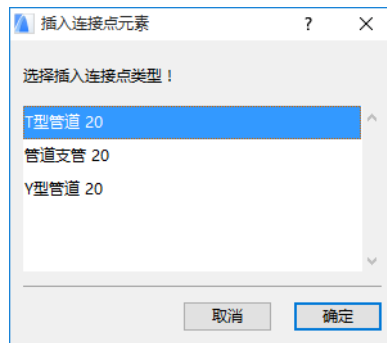 插入连接点元素
?
选择插入连接点类型！
T型管道 20
管道支管 20
Y型管道 20
取消
确定